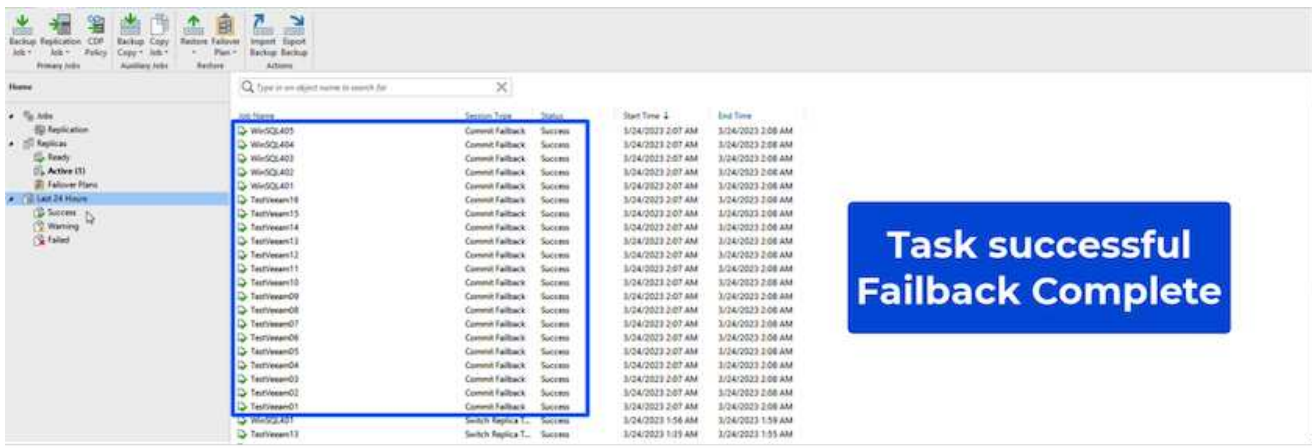 Backup Job Replication Job CDP Policy Backup Copy Copy Job Restore Failover Plan Import Backup Export Backup
Primary Jobs Auxiliary Jobs Restore Actions
Home
Type in an object name to search for
Jobs
Replication
Replicas
Ready
Active (1)
Failover Plans
Last 24 Hours
Success
Warning
Failed
Job Name Session Type Status Start Time End Time
WinSQL405 Commit Failback Success 3/24/2023 2:07 AM 3/24/2023 2:08 AM
WinSQL404 Commit Failback Success 3/24/2023 2:07 AM 3/24/2023 2:08 AM
WinSQL403 Commit Failback Success 3/24/2023 2:07 AM 3/24/2023 2:08 AM
WinSQL402 Commit Failback Success 3/24/2023 2:07 AM 3/24/2023 2:08 AM
WinSQL401 Commit Failback Success 3/24/2023 2:07 AM 3/24/2023 2:08 AM
TestVeeam16 Commit Failback Success 3/24/2023 2:07 AM 3/24/2023 2:08 AM
TestVeeam15 Commit Failback Success 3/24/2023 2:07 AM 3/24/2023 2:08 AM
TestVeeam14 Commit Failback Success 3/24/2023 2:07 AM 3/24/2023 2:08 AM
TestVeeam13 Commit Failback Success 3/24/2023 2:07 AM 3/24/2023 2:08 AM
TestVeeam12 Commit Failback Success 3/24/2023 2:07 AM 3/24/2023 2:08 AM
TestVeeam11 Commit Failback Success 3/24/2023 2:07 AM 3/24/2023 2:08 AM
TestVeeam10 Commit Failback Success 3/24/2023 2:07 AM 3/24/2023 2:08 AM
TestVeeam09 Commit Failback Success 3/24/2023 2:07 AM 3/24/2023 2:08 AM
TestVeeam08 Commit Failback Success 3/24/2023 2:07 AM 3/24/2023 2:08 AM
TestVeeam07 Commit Failback Success 3/24/2023 2:07 AM 3/24/2023 2:08 AM
TestVeeam06 Commit Failback Success 3/24/2023 2:07 AM 3/24/2023 2:08 AM
TestVeeam05 Commit Failback Success 3/24/2023 2:07 AM 3/24/2023 2:08 AM
TestVeeam04 Commit Failback Success 3/24/2023 2:07 AM 3/24/2023 2:08 AM
TestVeeam03 Commit Failback Success 3/24/2023 2:07 AM 3/24/2023 2:08 AM
TestVeeam02 Commit Failback Success 3/24/2023 2:07 AM 3/24/2023 2:08 AM
TestVeeam01 Commit Failback Success 3/24/2023 2:07 AM 3/24/2023 2:08 AM
WinSQL401 Switch Replica T... Success 3/24/2023 1:56 AM 3/24/2023 1:59 AM
TestVeeam13 Switch Replica T... Success 3/24/2023 1:55 AM
Task successful
Failback Complete